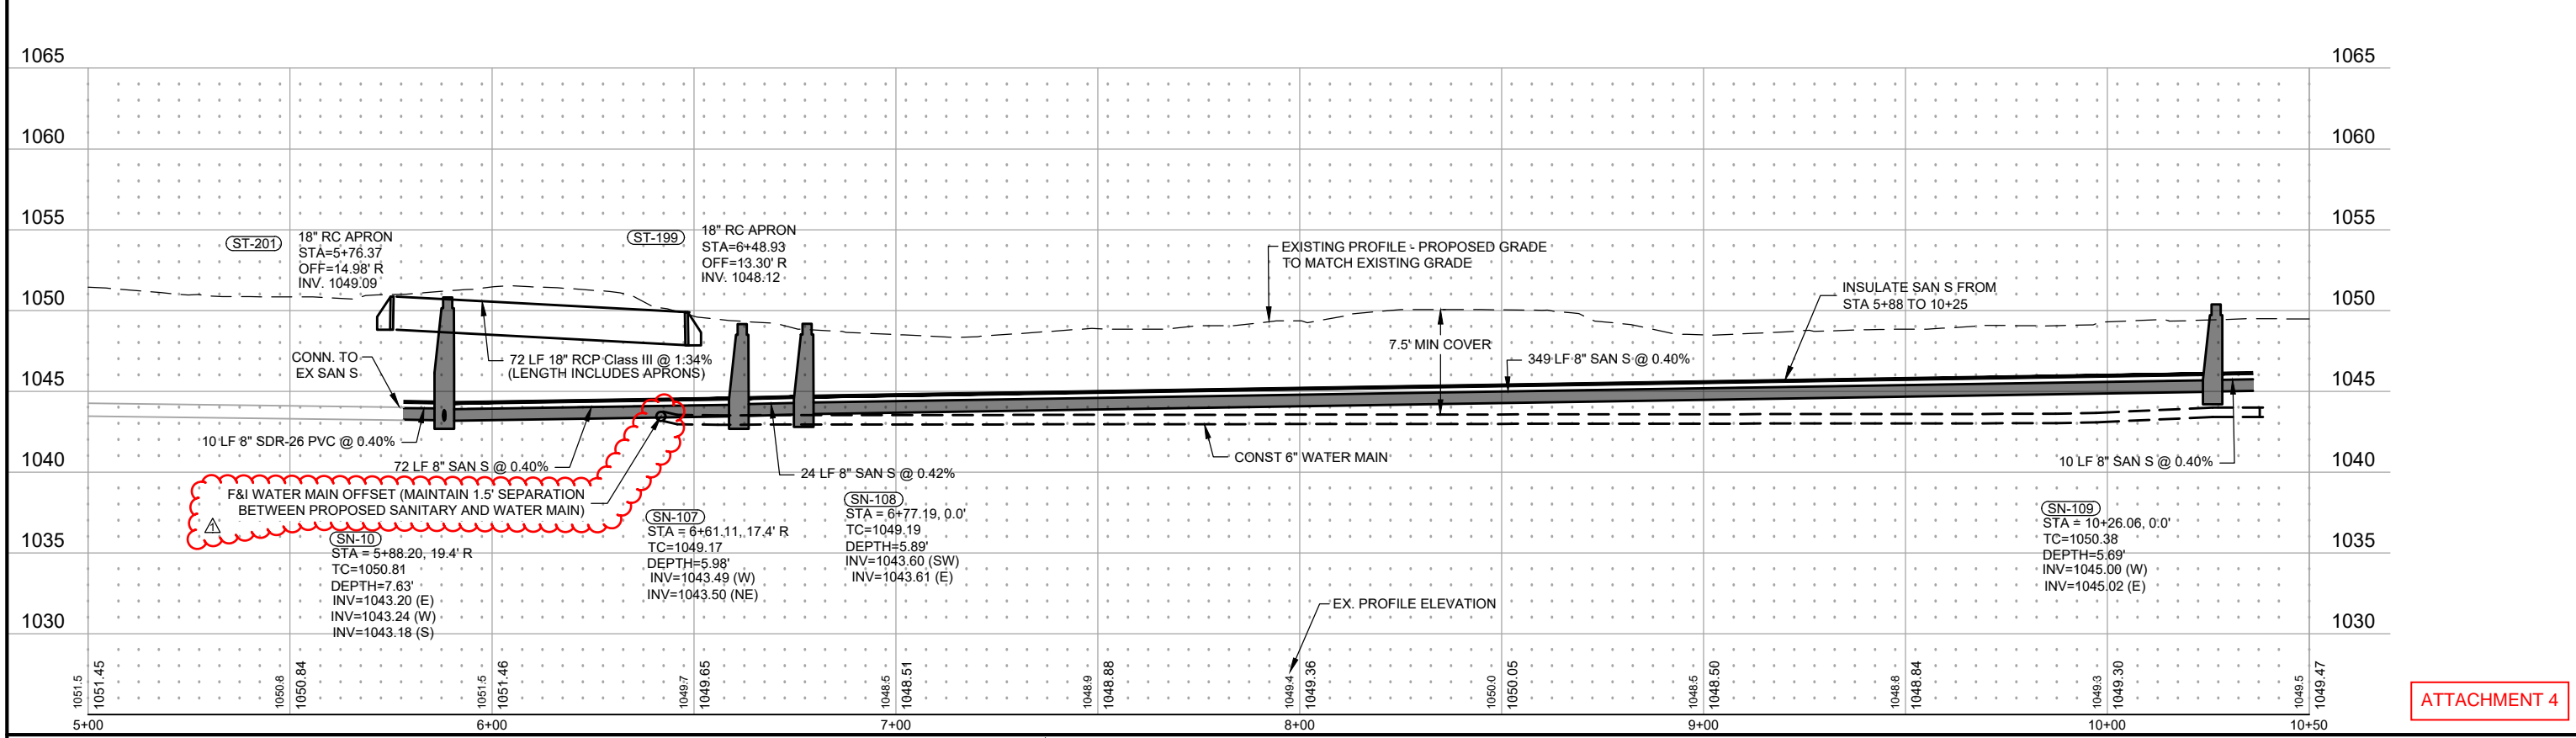 1065
1065
1060
1060
1055
1055
1050
1050
1045
1045
1040
1040
1035
1035
1030
1030
ST-201
18" RC APRON
STA=5+76.37
OFF=14.98' R
INV. 1049.09
ST-199
18" RC APRON
STA=6+48.93
OFF=13.30' R
INV. 1048.12
EXISTING PROFILE - PROPOSED GRADE
TO MATCH EXISTING GRADE
INSULATE SAN S FROM
STA 5+88 TO 10+25
CONN. TO
EX SAN S
72 LF 18" RCP Class III @ 1.34%
(LENGTH INCLUDES APRONS)
7.5' MIN COVER
349 LF 8" SAN S @ 0.40%
10 LF 8" SDR-26 PVC @ 0.40%
72 LF 8" SAN S @ 0.40%
24 LF 8" SAN S @ 0.42%
CONST 6" WATER MAIN
10 LF 8" SAN S @ 0.40%
F&I WATER MAIN OFFSET (MAINTAIN 1.5' SEPARATION
BETWEEN PROPOSED SANITARY AND WATER MAIN)
1
SN-10
STA = 5+88.20, 19.4' R
TC=1050.81
DEPTH=7.63'
INV=1043.20 (E)
INV=1043.24 (W)
INV=1043.18 (S)
SN-107
STA = 6+61.11, 17.4' R
TC=1049.17
DEPTH=5.98'
INV=1043.49 (W)
INV=1043.50 (NE)
SN-108
STA = 6+77.19, 0.0'
TC=1049.19
DEPTH=5.89'
INV=1043.60 (SW)
INV=1043.61 (E)
SN-109
STA = 10+26.06, 0.0'
TC=1050.38
DEPTH=5.69'
INV=1045.00 (W)
INV=1045.02 (E)
EX. PROFILE ELEVATION
1051.5
1051.45
1050.8
1050.84
1051.5
1051.46
1049.7
1049.65
1048.5
1048.51
1048.9
1048.88
1049.4
1049.36
1050.0
1050.05
1048.5
1048.50
1048.8
1048.84
1049.3
1049.30
1049.5
1049.47
5+00
6+00
7+00
8+00
9+00
10+00
10+50
ATTACHMENT 4